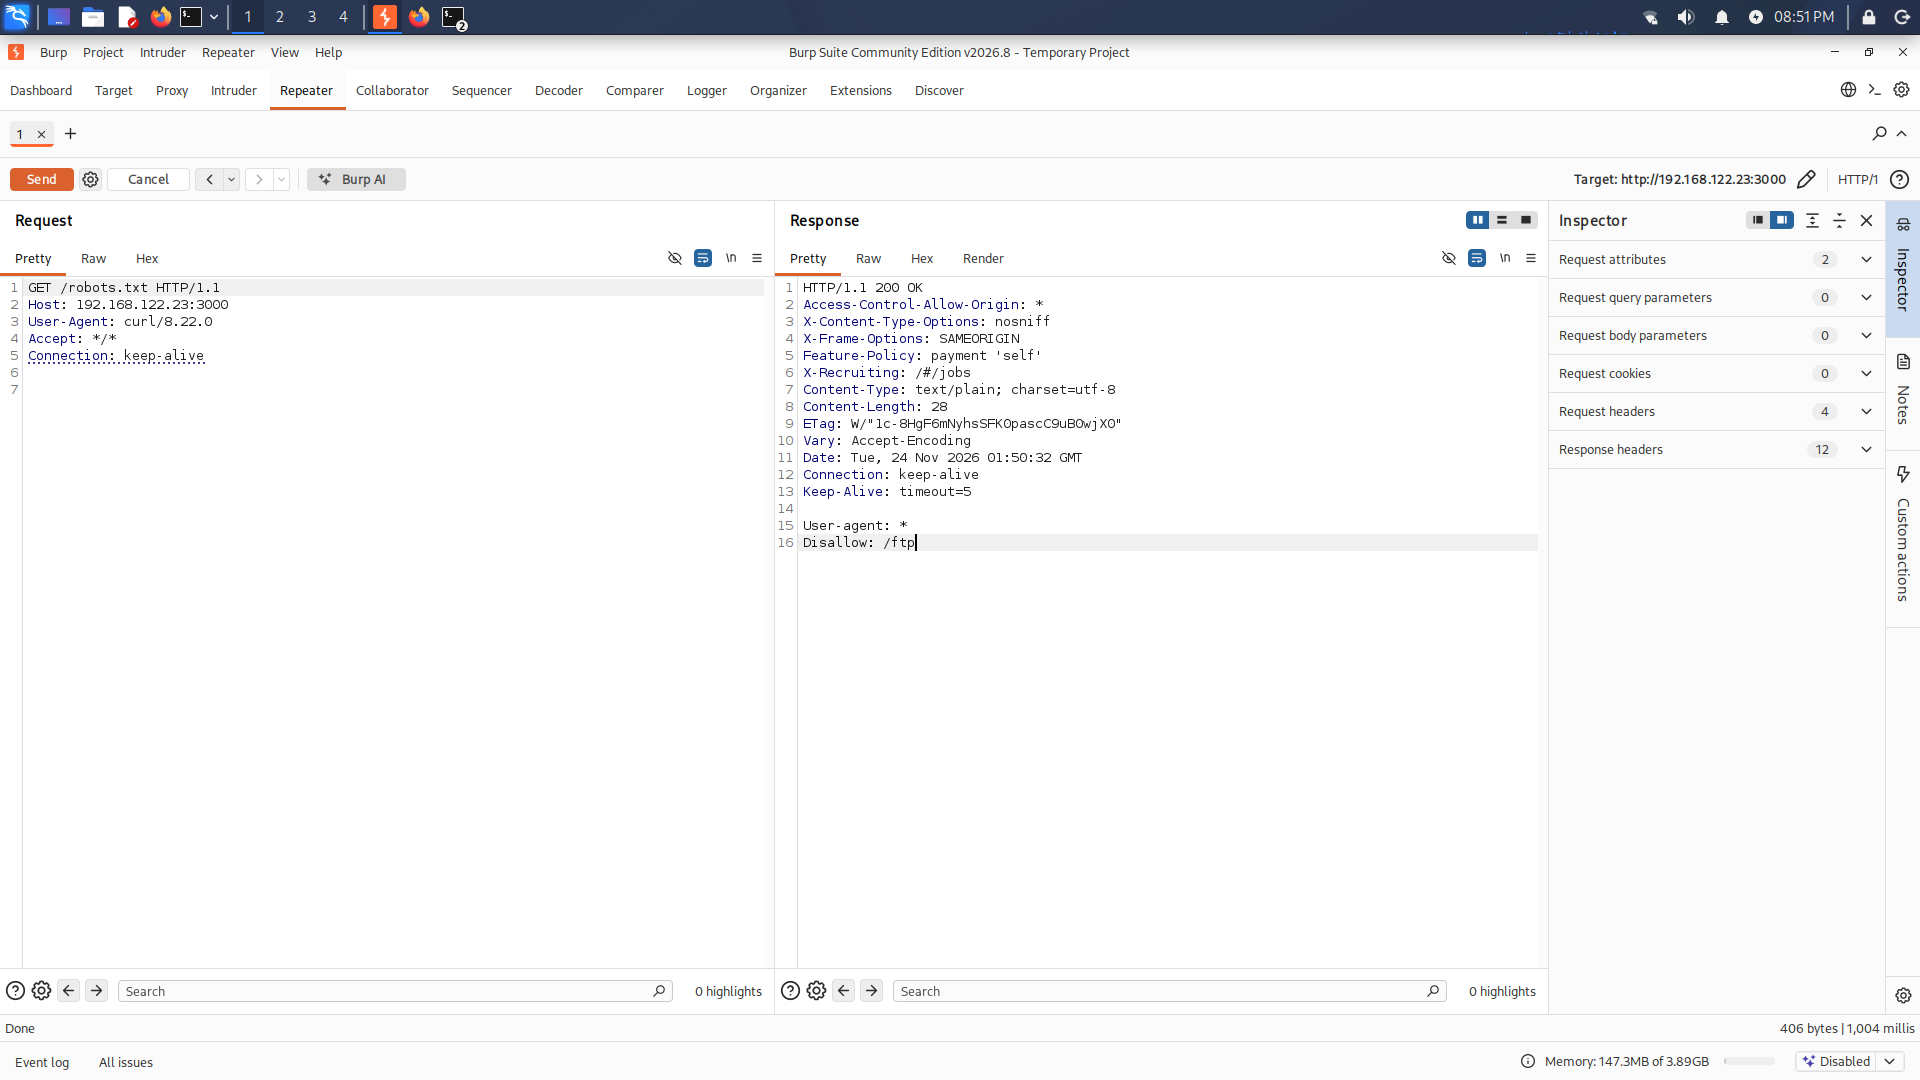 1
2
3
4
2
08:51 PM
Burp Project Intruder Repeater View Help
Burp Suite Community Edition v2026.8 - Temporary Project
Dashboard Target Proxy Intruder Repeater Collaborator Sequencer Decoder Comparer Logger Organizer Extensions Discover
1
Send
Cancel
Burp AI
Target: http://192.168.122.23:3000
HTTP/1
Request
Pretty Raw Hex
\n
1 GET /robots.txt HTTP/1.1
2 Host: 192.168.122.23:3000
3 User-Agent: curl/8.22.0
4 Accept: */*
5 Connection: keep-alive
6
7
Search
0 highlights
Response
Pretty Raw Hex Render
\n
1 HTTP/1.1 200 OK
2 Access-Control-Allow-Origin: *
3 X-Content-Type-Options: nosniff
4 X-Frame-Options: SAMEORIGIN
5 Feature-Policy: payment 'self'
6 X-Recruiting: /#/jobs
7 Content-Type: text/plain; charset=utf-8
8 Content-Length: 28
9 ETag: W/"1c-8HgF6mNyhsSFKOpascC9uBOwjXO"
10 Vary: Accept-Encoding
11 Date: Tue, 24 Nov 2026 01:50:32 GMT
12 Connection: keep-alive
13 Keep-Alive: timeout=5
14
15 User-agent: *
16 Disallow: /ftp
Search
0 highlights
Inspector
Request attributes 2
Request query parameters 0
Request body parameters 0
Request cookies 0
Request headers 4
Response headers 12
Inspector
Notes
Custom actions
Done
406 bytes | 1,004 millis
Event log All issues
Memory: 147.3MB of 3.89GB
Disabled